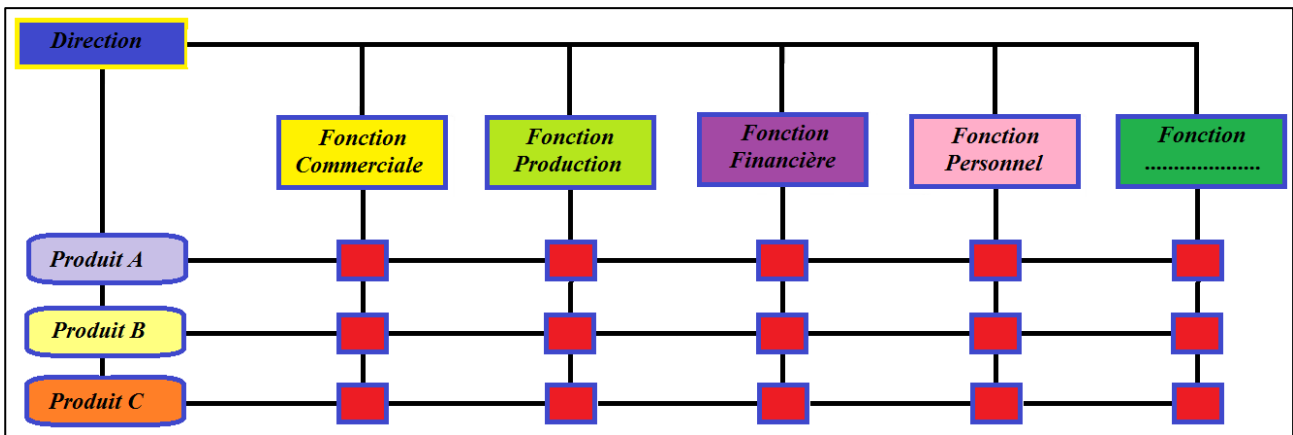 Direction
Fonction
Commerciale
Fonction
Production
Fonction
Financière
Fonction
Personnel
Fonction
.....................
Produit A
Produit B
Produit C